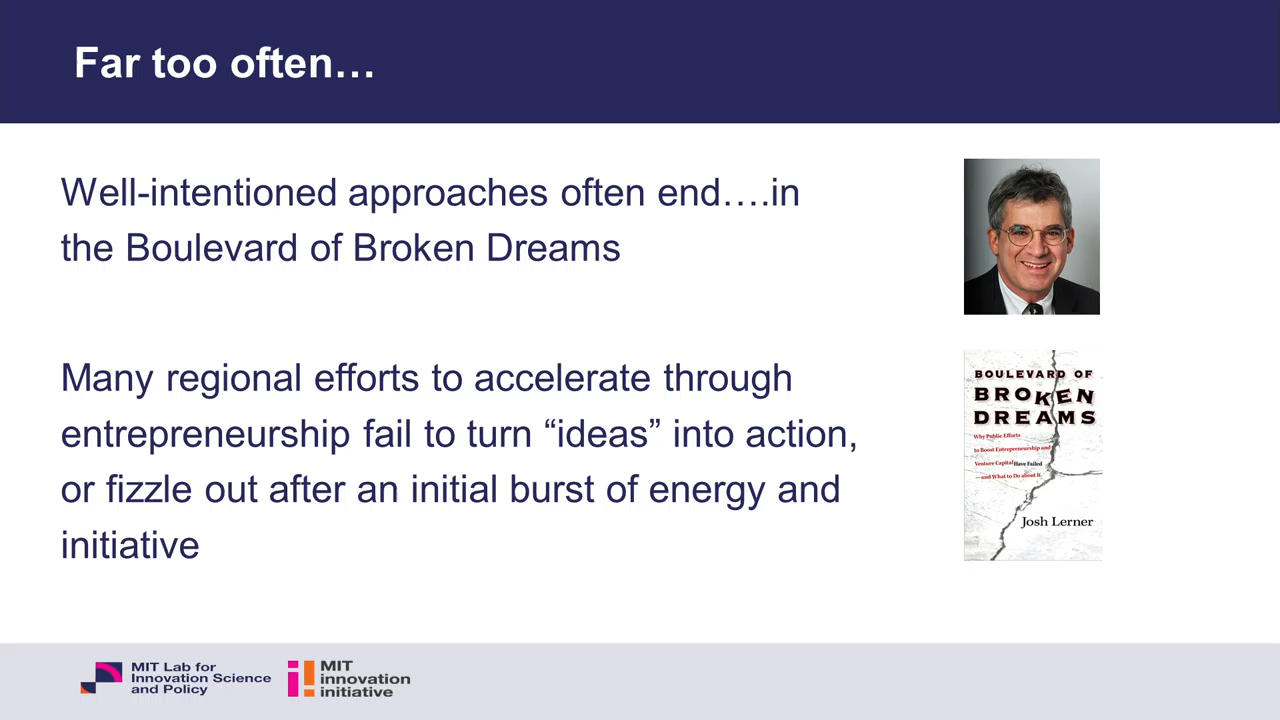 Far too often…
Well-intentioned approaches often end….in
the Boulevard of Broken Dreams
Many regional efforts to accelerate through
entrepreneurship fail to turn “ideas” into action,
or fizzle out after an initial burst of energy and
initiative
BOULEVARD OF
BROKEN
DREAMS
Why Public Efforts
to Boost Entrepreneurship and
Venture Capital Have Failed
—and What to Do about It
Josh Lerner
MIT Lab for
Innovation Science
and Policy
MIT
innovation
initiative